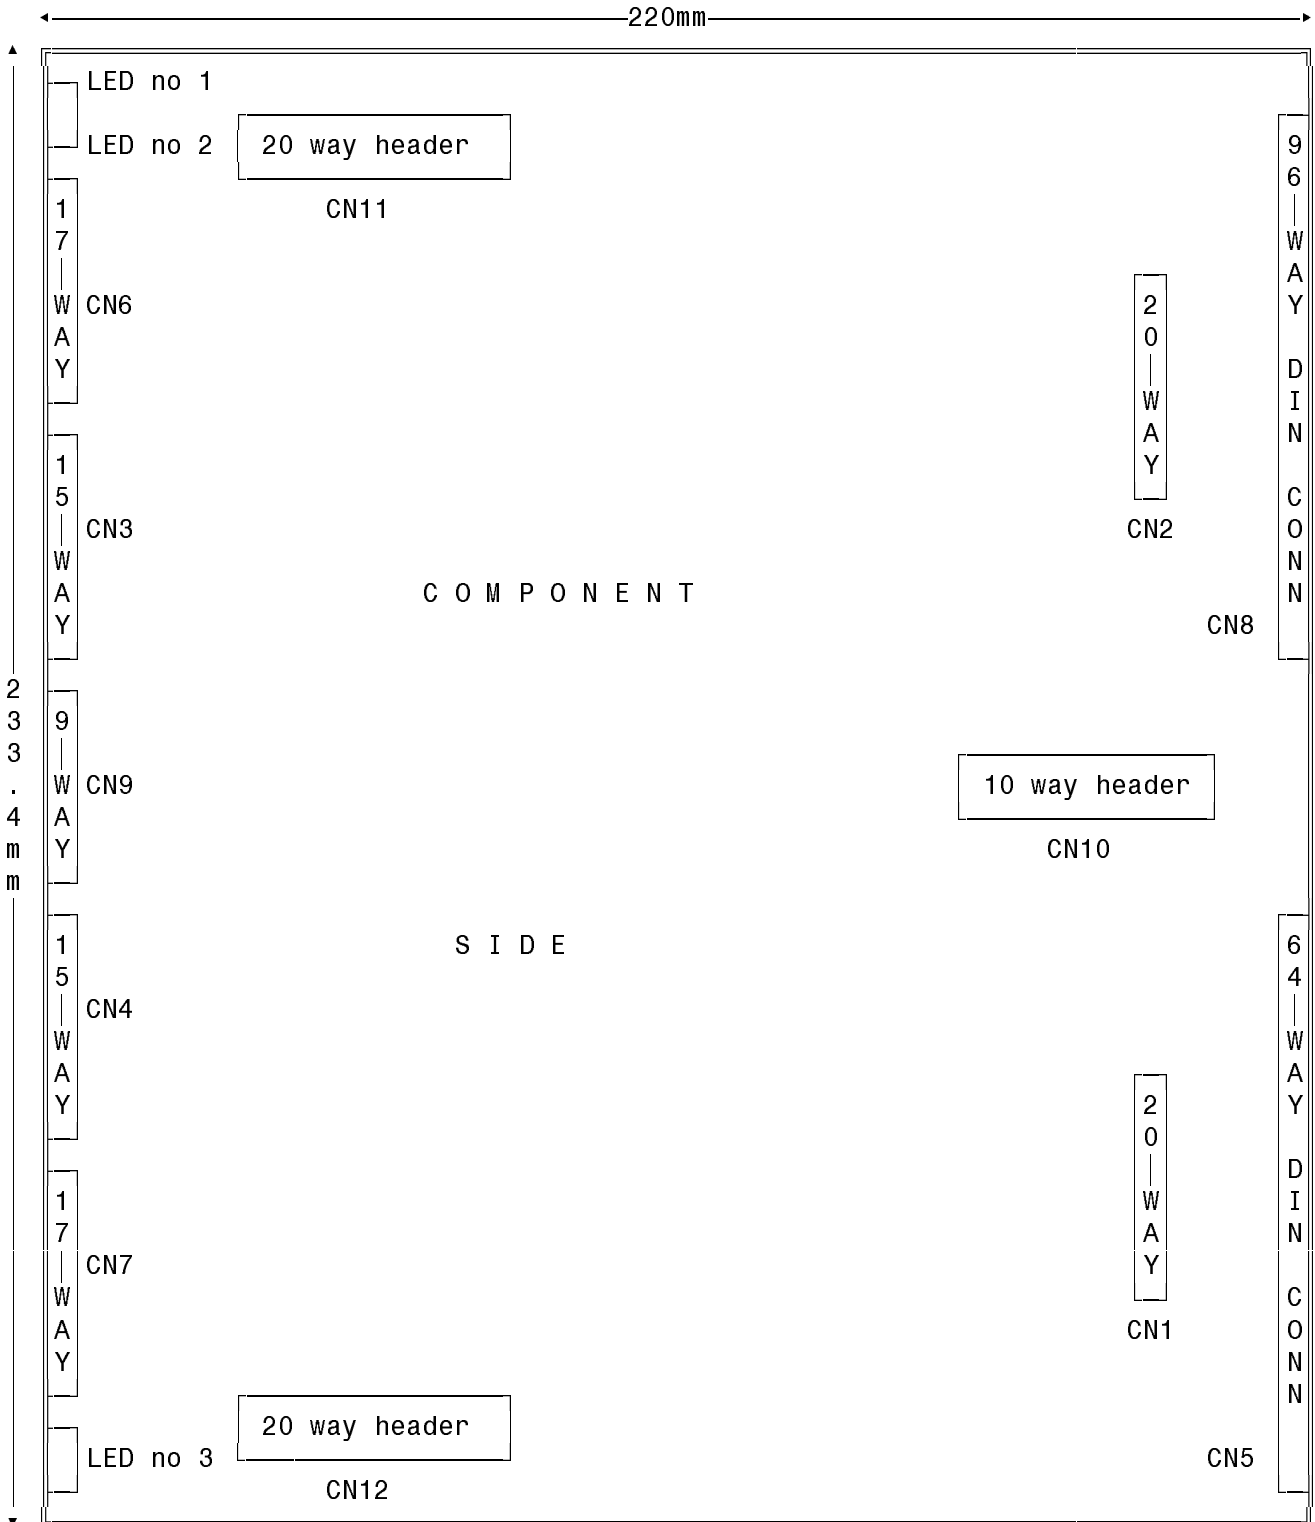 220mm
LED no 1
LED no 2
20 way header
CN11
17-WAY
CN6
15-WAY
CN3
20-WAY
CN2
96-WAY DIN CONN
CN8
COMPONENT
233.4mm
9-WAY
CN9
10 way header
CN10
SIDE
15-WAY
CN4
17-WAY
CN7
20-WAY
CN1
64-WAY DIN CONN
CN5
20 way header
LED no 3
CN12